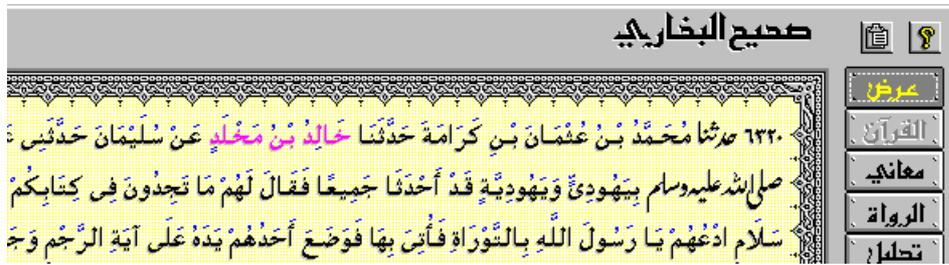 صحيح البخاري
عرض
القرآن
معاني
الرواة
تحليل
٦٣٢٠ حدثنا مُحَمَّدُ بْنُ عُثْمَانَ بْنِ كَرَامَةَ حَدَّثَنَا خَالِدُ بْنُ مَخْلَدٍ عَنْ سُلَيْمَانَ حَدَّثَنِى
صلى الله عليه وسلم بِيَهُودِىٍّ وَيَهُودِيَّةٍ قَدْ أَحْدَثَا جَمِيعًا فَقَالَ لَهُمْ مَا تَجِدُونَ فِى كِتَابِكُمْ
سَلَامٍ ادْعُهُمْ يَا رَسُولَ اللَّهِ بِالتَّوْرَاةِ فَأُتِىَ بِهَا فَوَضَعَ أَحَدُهُمْ يَدَهُ عَلَى آيَةِ الرَّجْمِ